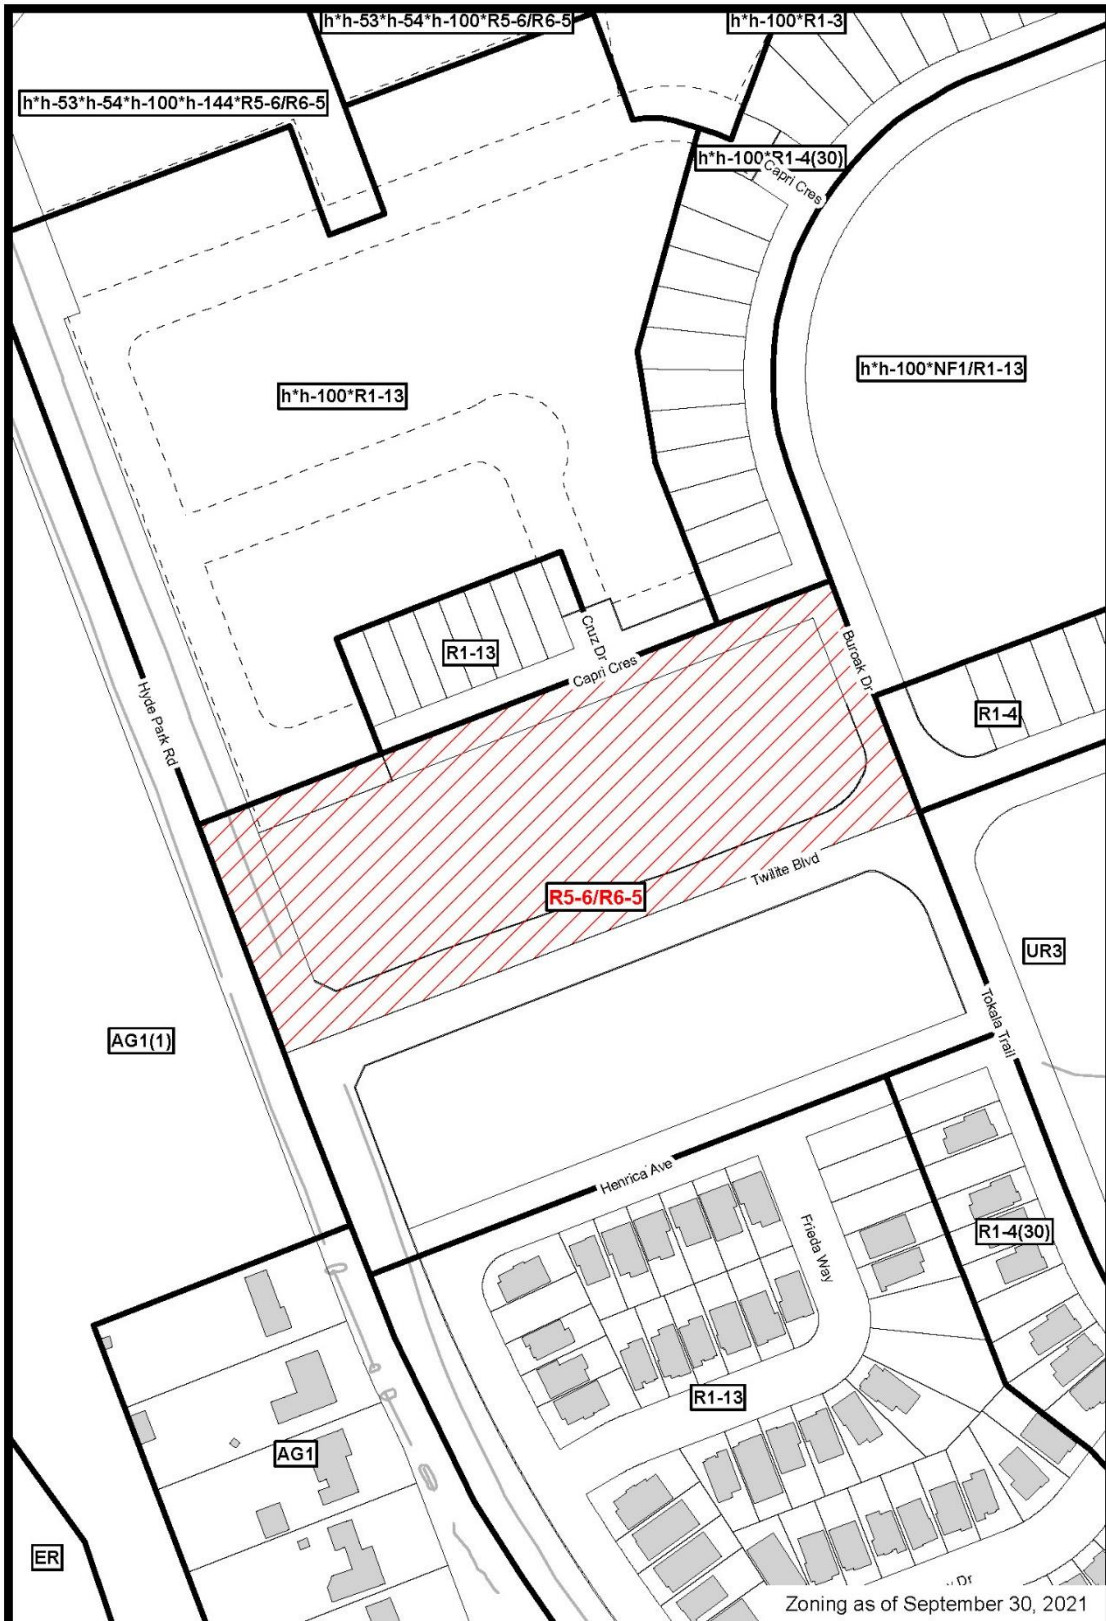 h*h-53*h-54*h-100*R5-6/R6-5
h*h-100*R1-3
h*h-53*h-54*h-100*h-144*R5-6/R6-5
h*h-100*R1-4(30)
Capri Cres
h*h-100*NF1/R1-13
h*h-100*R1-13
Cruz Dr
R1-13
Buroak Dr
Capri Cres
Hyde Park Rd
R1-4
Twilite Blvd
R5-6/R6-5
UR3
Tokala Trail
AG1(1)
Henrica Ave
Frieda Way
R1-4(30)
R1-13
AG1
ER
Dr
Zoning as of September 30, 2021